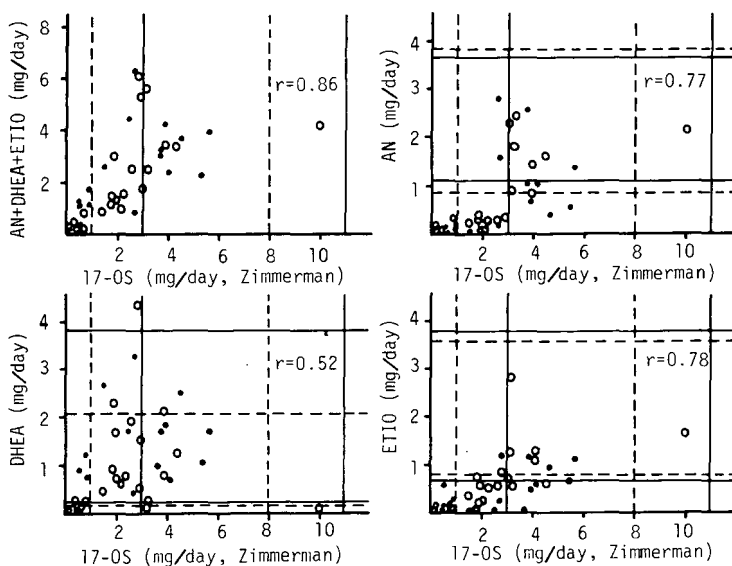 AN+DHEA+ETIO (mg/day)
8
6
4
2
r=0.86
2 4 6 8 10
17-OS (mg/day, Zimmerman)
AN (mg/day)
4
3
2
1
r=0.77
2 4 6 8 10
17-OS (mg/day, Zimmerman)
DHEA (mg/day)
4
3
2
1
r=0.52
2 4 6 8 10
17-OS (mg/day, Zimmerman)
ETIO (mg/day)
4
3
2
1
r=0.78
2 4 6 8 10
17-OS (mg/day, Zimmerman)